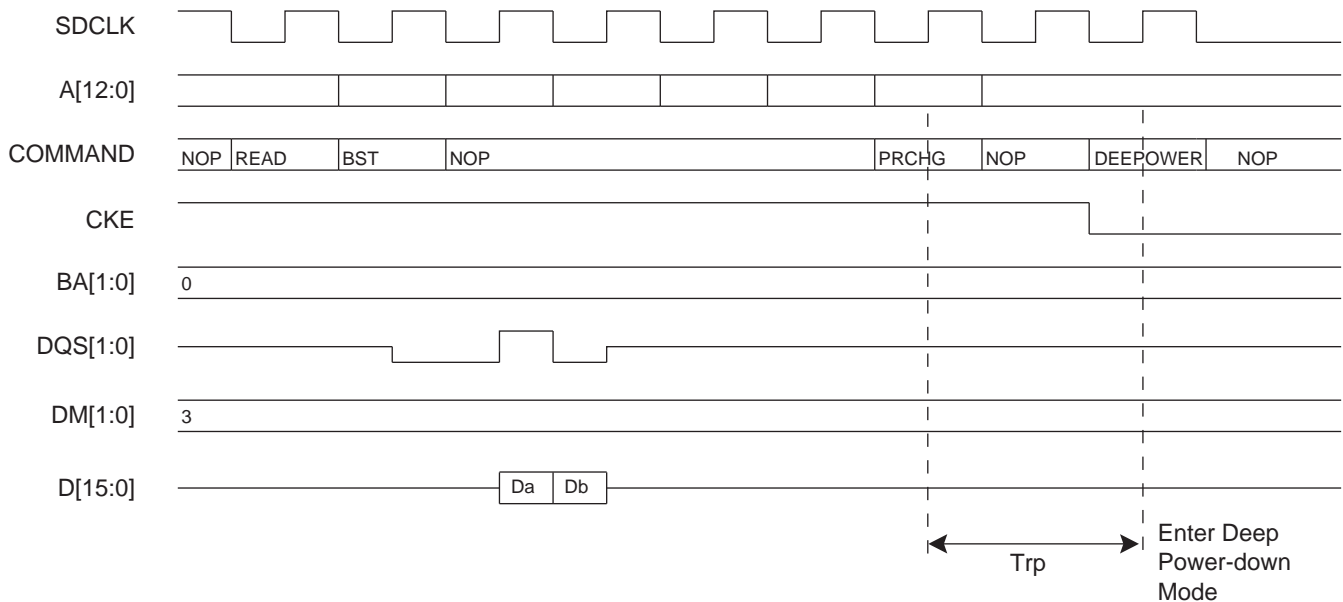 SDCLK
A[12:0]
COMMAND NOP READ BST NOP PRCHG NOP DEEPOWER NOP
CKE
BA[1:0] 0
DQS[1:0]
DM[1:0] 3
D[15:0] Da Db
Trp
Enter Deep
Power-down
Mode